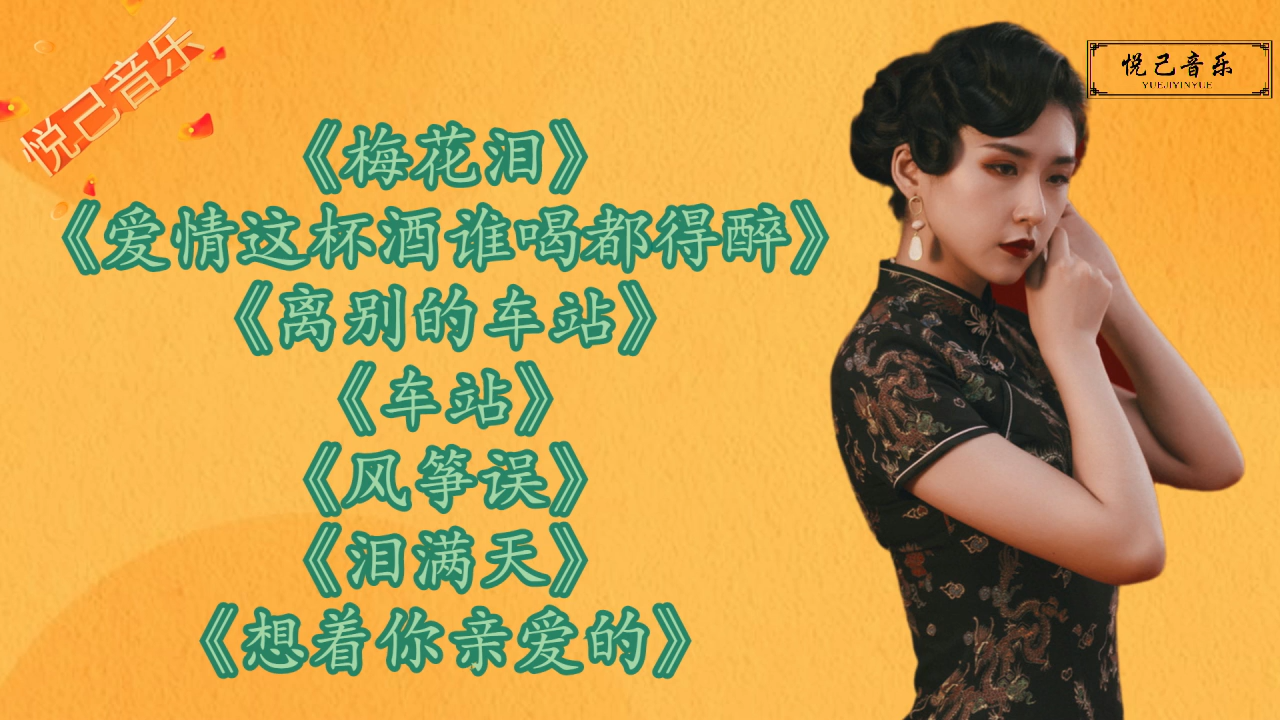 悦己音乐
悦己音乐
YUEJIYINYUE
《梅花泪》
《爱情这杯酒谁喝都得醉》
《离别的车站》
《车站》
《风筝误》
《泪满天》
《想着你亲爱的》